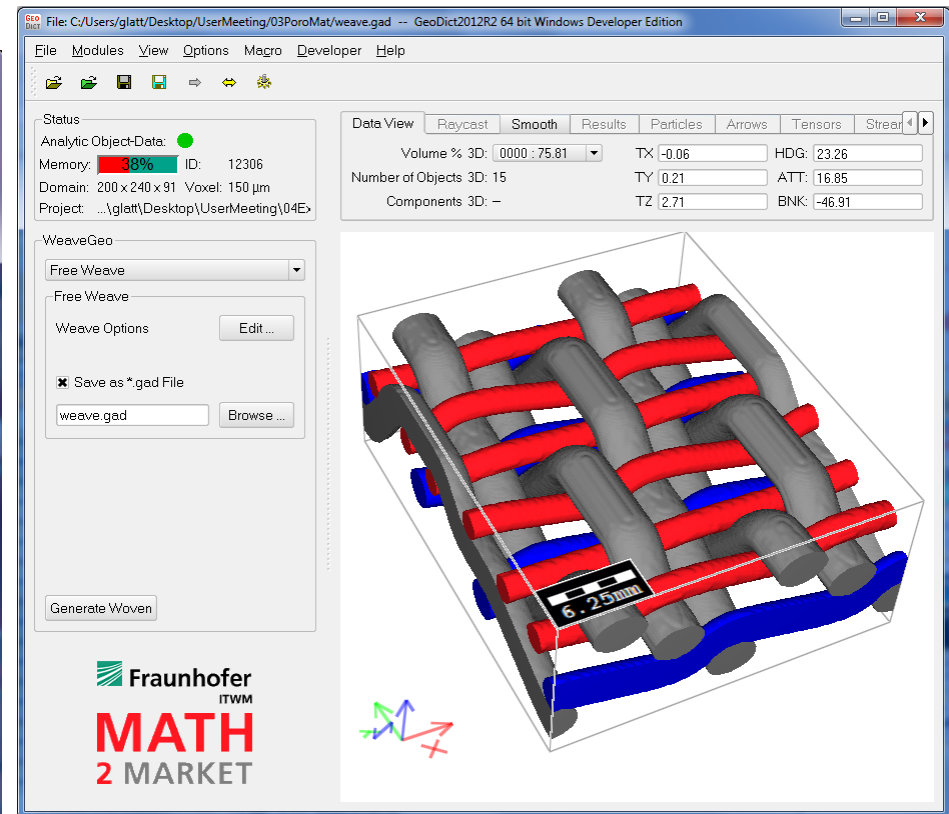 GEO DICT File: C:/Users/glatt/Desktop/UserMeeting/03PoroMat/weave.gad -- GeoDict2012R2 64 bit Windows Developer Edition
File Modules View Options Macro Developer Help
Status
Analytic Object-Data:
Memory: 38% ID: 12306
Domain: 200 x 240 x 91 Voxel: 150 µm
Project: ...\glatt\Desktop\UserMeeting\04E
Data View Raycast Smooth Results Particles Arrows Tensors Strear
Volume % 3D: 0000 : 75.81 TX -0.06 HDG: 23.26
Number of Objects 3D: 15 TY 0.21 ATT: 16.85
Components 3D: – TZ 2.71 BNK: -46.91
WeaveGeo
Free Weave
Free Weave
Weave Options Edit ...
Save as *.gad File
weave.gad Browse ...
Generate Woven
6.25mm
X
Fraunhofer
ITWM
MATH
2 MARKET